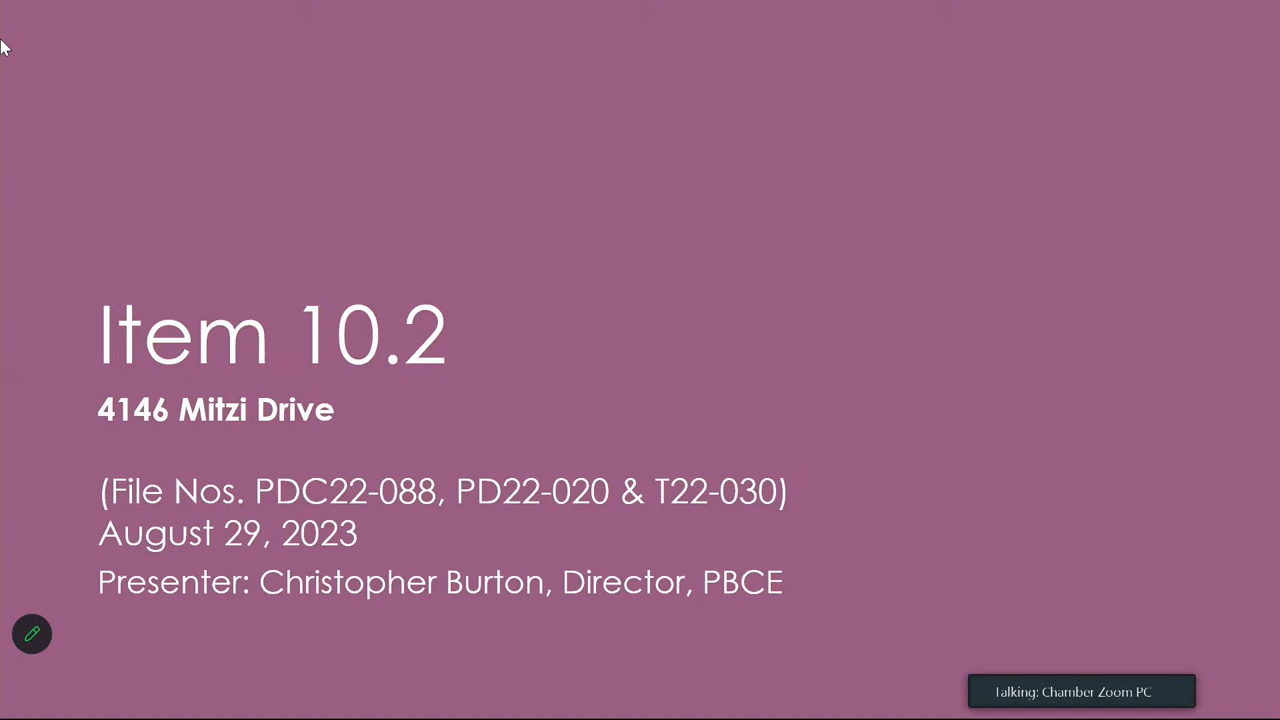 Item 10.2
4146 Mitzi Drive
(File Nos. PDC22-088, PD22-020 & T22-030)
August 29, 2023
Presenter: Christopher Burton, Director, PBCE
Talking: Chamber Zoom PC